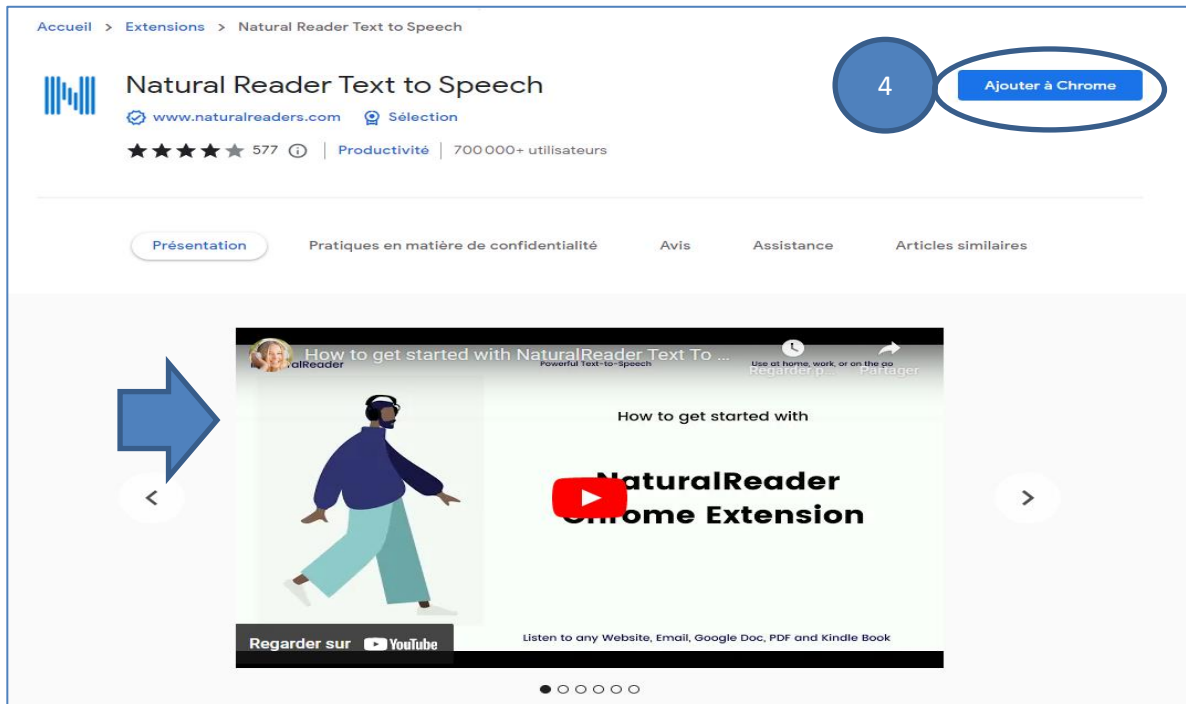 Accueil > Extensions > Natural Reader Text to Speech
Natural Reader Text to Speech
4
Ajouter à Chrome
www.naturalreaders.com Sélection
577 | Productivité | 700 000+ utilisateurs
Présentation Pratiques en matière de confidentialité Avis Assistance Articles similaires
How to get started with NaturalReader Text To ...
alReader Powerful Text-to-Speech Use at home, work, or on the go
Regarder p... Partager
How to get started with
NaturalReader
Chrome Extension
Regarder sur YouTube
Listen to any Website, Email, Google Doc, PDF and Kindle Book